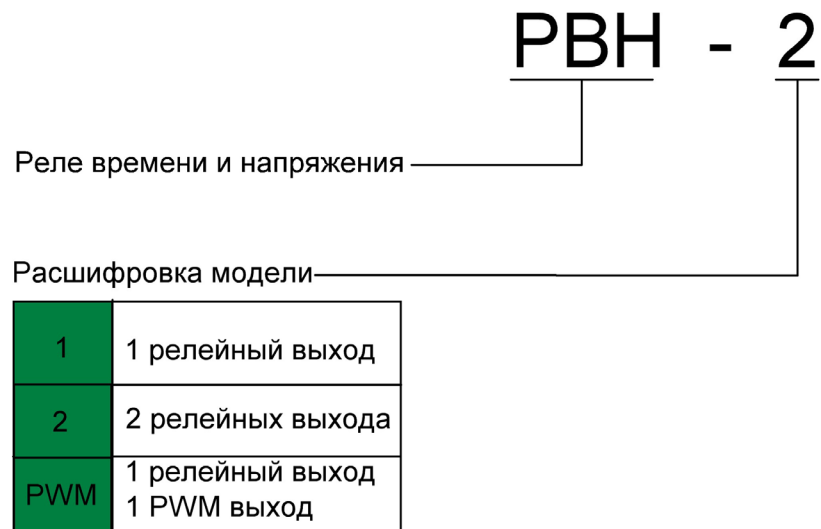 РВН - 2
Реле времени и напряжения
Расшифровка модели
1
1 релейный выход
2
2 релейных выхода
PWM
1 релейный выход
1 PWM выход